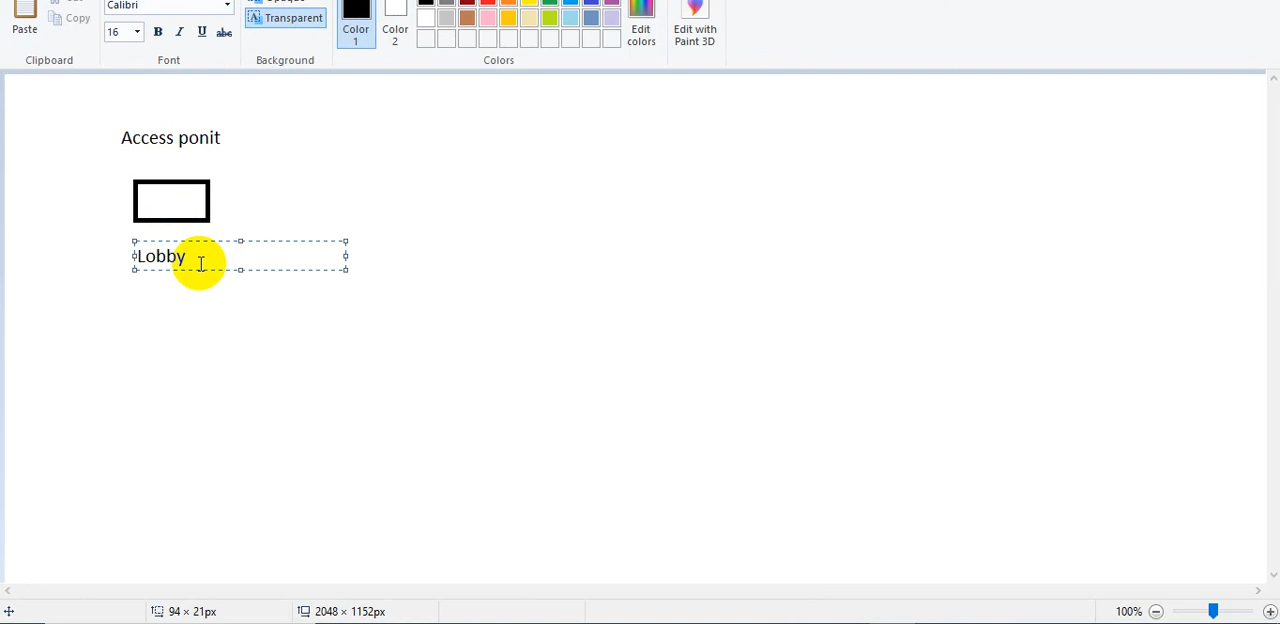 Calibri
Paste
Copy
16
B I U abc
A Transparent
Color 1
Color 2
Edit colors
Edit with Paint 3D
Clipboard
Font
Background
Colors
Access ponit
Lobby
94 × 21px
2048 × 1152px
100%